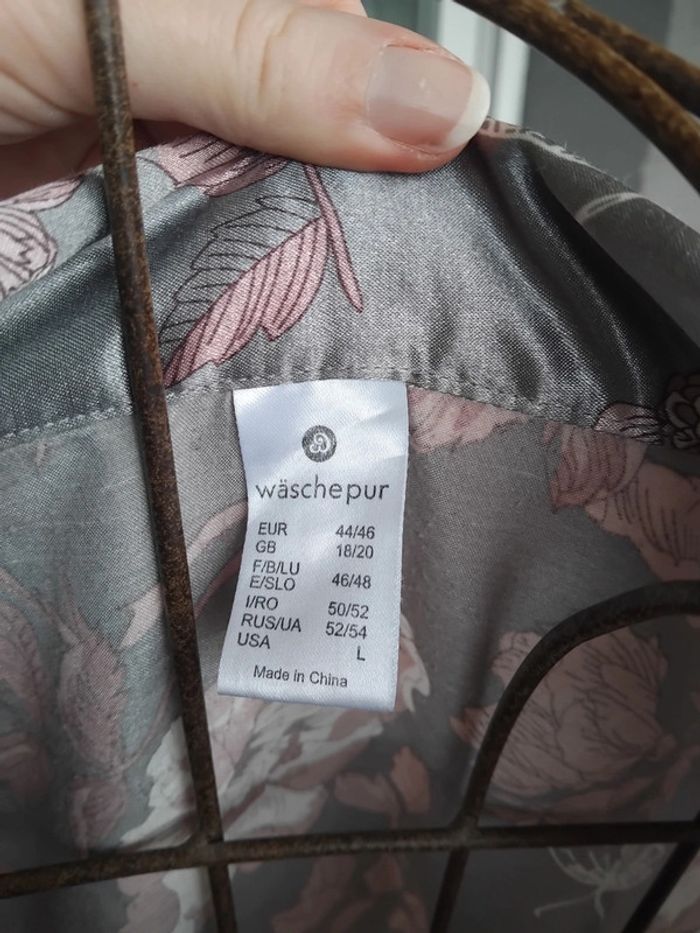 wäschepur
EUR 44/46
GB 18/20
F/B/LU
E/SLO 46/48
I/RO 50/52
RUS/UA 52/54
USA L
Made in China